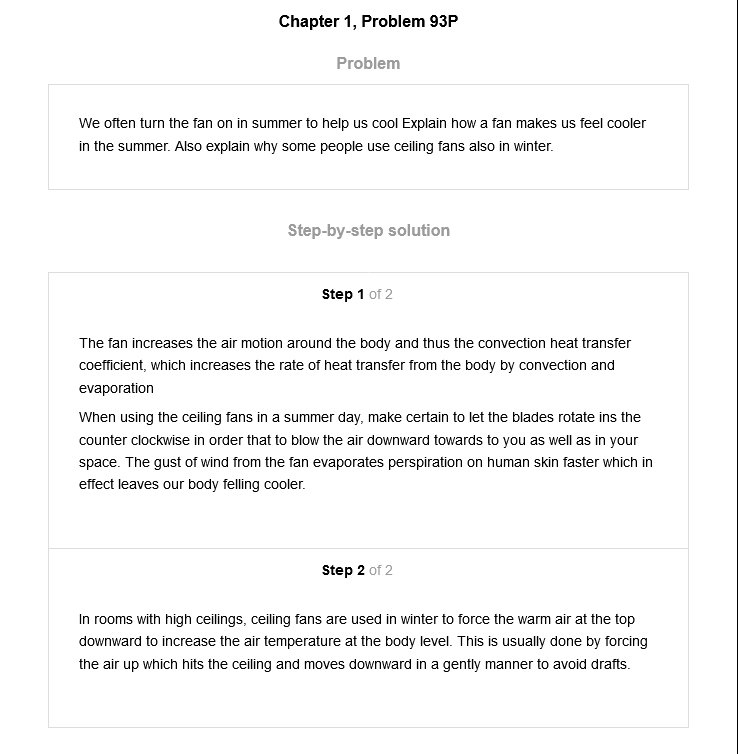 Chapter 1, Problem 93P
Problem
We often turn the fan on in summer to help us cool Explain how a fan makes us feel cooler
in the summer. Also explain why some people use ceiling fans also in winter.
Step-by-step solution
Step 1 of 2
The fan increases the air motion around the body and thus the convection heat transfer
coefficient, which increases the rate of heat transfer from the body by convection and
evaporation
When using the ceiling fans in a summer day, make certain to let the blades rotate ins the
counter clockwise in order that to blow the air downward towards to you as well as in your
space. The gust of wind from the fan evaporates perspiration on human skin faster which in
effect leaves our body felling cooler.
Step 2 of 2
In rooms with high ceilings, ceiling fans are used in winter to force the warm air at the top
downward to increase the air temperature at the body level. This is usually done by forcing
the air up which hits the ceiling and moves downward in a gently manner to avoid drafts.